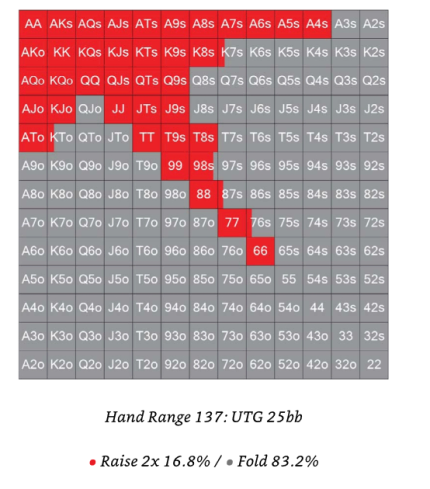 AA AKs AQs AJs ATs A9s A8s A7s A6s A5s A4s A3s A2s
AKo KK KQs KJs KTs K9s K8s K7s K6s K5s K4s K3s K2s
AQo KQo QQ QJs QTs Q9s Q8s Q7s Q6s Q5s Q4s Q3s Q2s
AJo KJo QJo JJ JTs J9s J8s J7s J6s J5s J4s J3s J2s
ATo KTo QTo JTo TT T9s T8s T7s T6s T5s T4s T3s T2s
A9o K9o Q9o J9o T9o 99 98s 97s 96s 95s 94s 93s 92s
A8o K8o Q8o J8o T8o 98o 88 87s 86s 85s 84s 83s 82s
A7o K7o Q7o J7o T7o 97o 87o 77 76s 75s 74s 73s 72s
A6o K6o Q6o J6o T6o 96o 86o 76o 66 65s 64s 63s 62s
A5o K5o Q5o J5o T5o 95o 85o 75o 65o 55 54s 53s 52s
A4o K4o Q4o J4o T4o 94o 84o 74o 64o 54o 44 43s 42s
A3o K3o Q3o J3o T3o 93o 83o 73o 63o 53o 43o 33 32s
A2o K2o Q2o J2o T2o 92o 82o 72o 62o 52o 42o 32o 22
Hand Range 137: UTG 25bb
• Raise 2x 16.8% / • Fold 83.2%